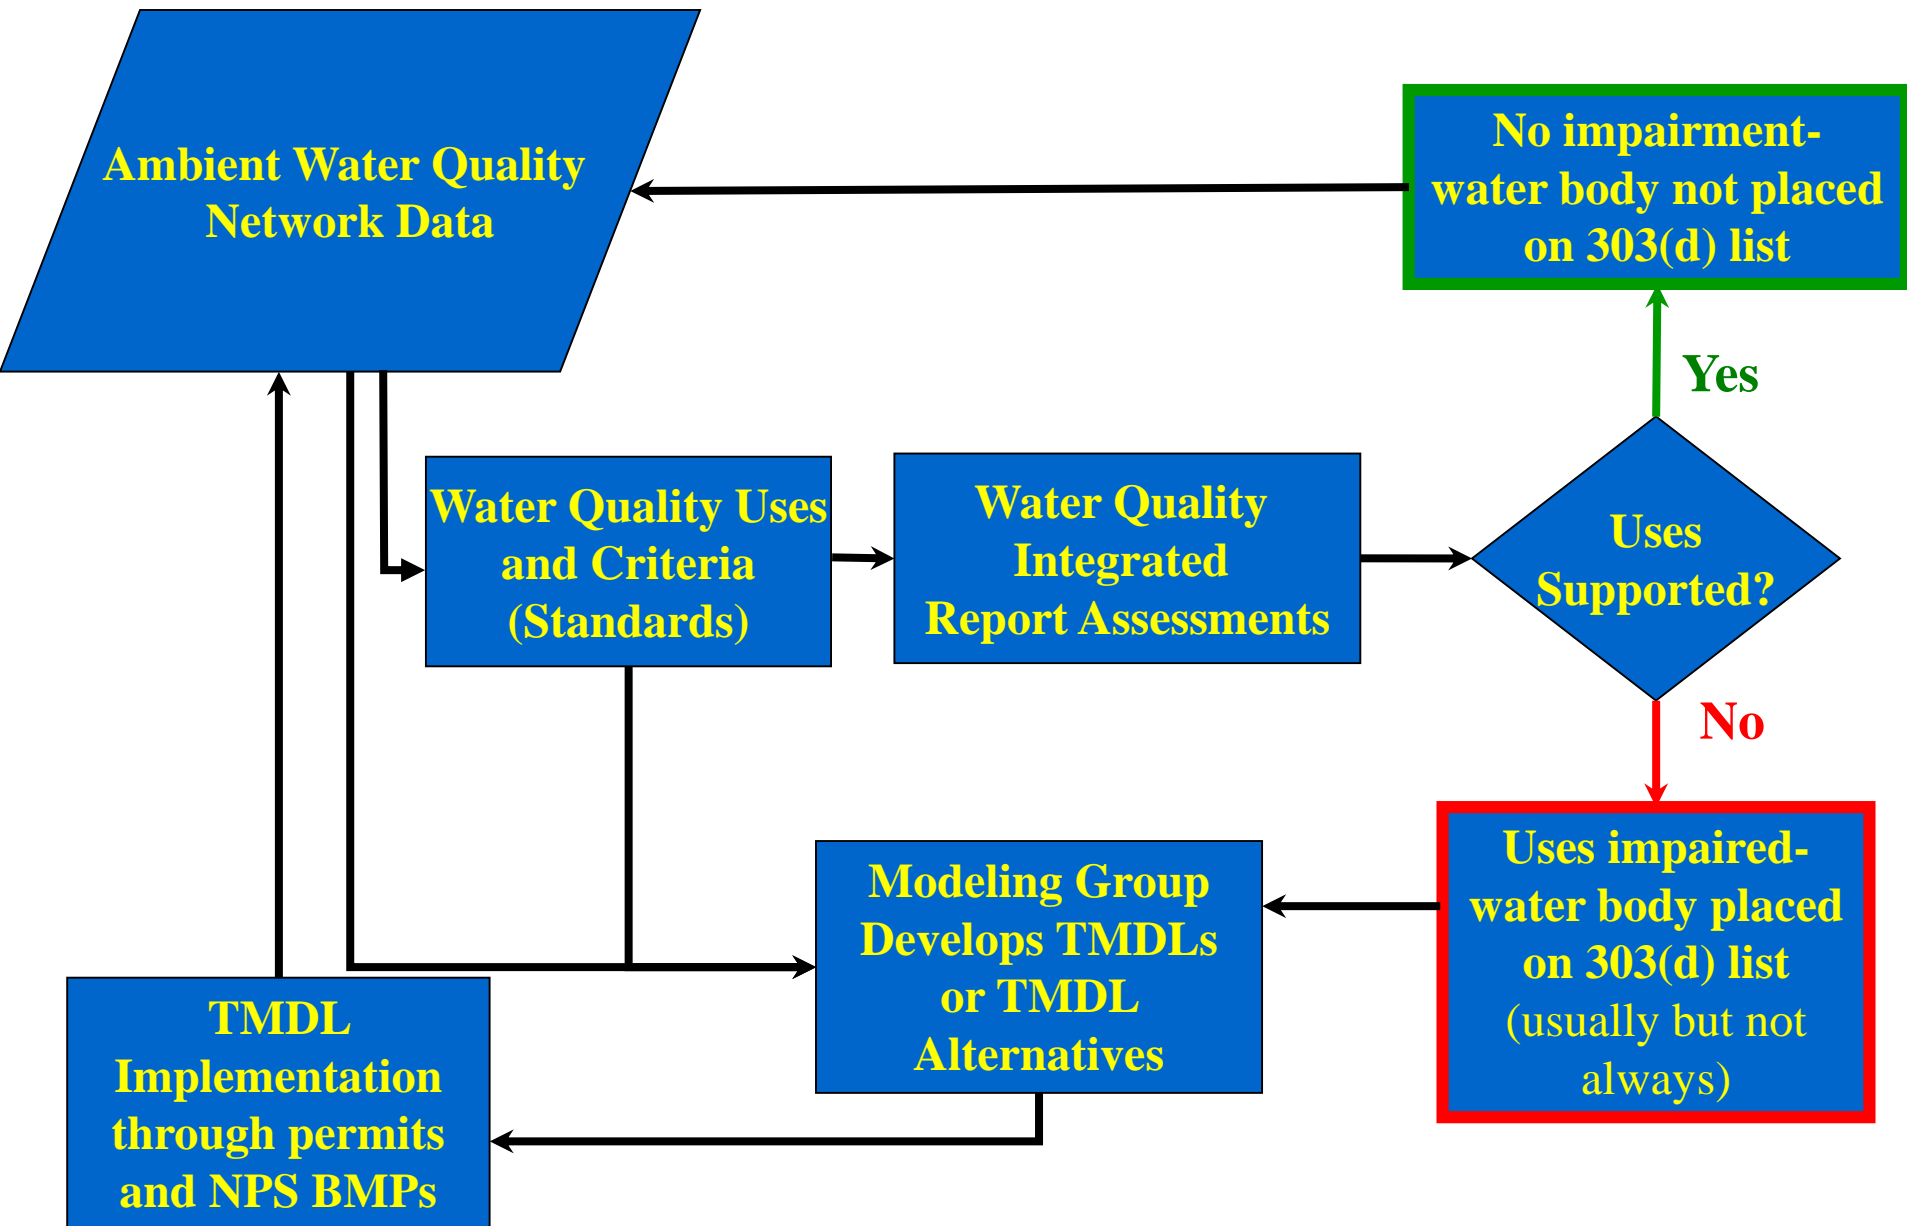 Ambient Water Quality
Network Data
No impairment-
water body not placed
on 303(d) list
Yes
Water Quality Uses
and Criteria
(Standards)
Water Quality
Integrated
Report Assessments
Uses
Supported?
No
Uses impaired-
water body placed
on 303(d) list
(usually but not
always)
Modeling Group
Develops TMDLs
or TMDL
Alternatives
TMDL
Implementation
through permits
and NPS BMPs